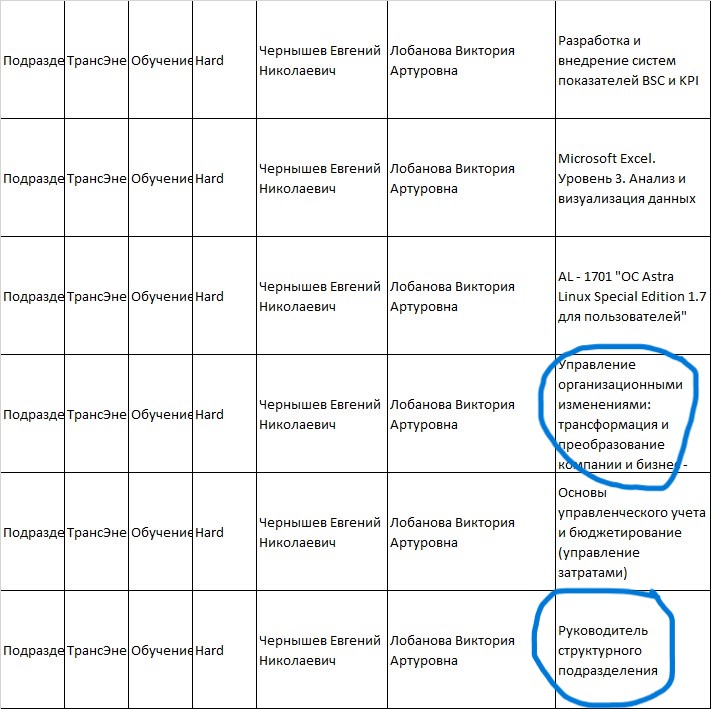 Подразде ТрансЭне Обучение Hard Чернышев Евгений Николаевич Лобанова Виктория Артуровна Разработка и
внедрение систем
показателей BSC и KPI
Подразде ТрансЭне Обучение Hard Чернышев Евгений Николаевич Лобанова Виктория Артуровна Microsoft Excel.
Уровень 3. Анализ и
визуализация данных
Подразде ТрансЭне Обучение Hard Чернышев Евгений Николаевич Лобанова Виктория Артуровна AL - 1701 "ОС Astra
Linux Special Edition 1.7
для пользователей"
Подразде ТрансЭне Обучение Hard Чернышев Евгений Николаевич Лобанова Виктория Артуровна Управление
организационными
изменениями:
трансформация и
преобразование
компании и бизнес -
Подразде ТрансЭне Обучение Hard Чернышев Евгений Николаевич Лобанова Виктория Артуровна Основы
управленческого учета
и бюджетирование
(управление
затратами)
Подразде ТрансЭне Обучение Hard Чернышев Евгений Николаевич Лобанова Виктория Артуровна Руководитель
структурного
подразделения